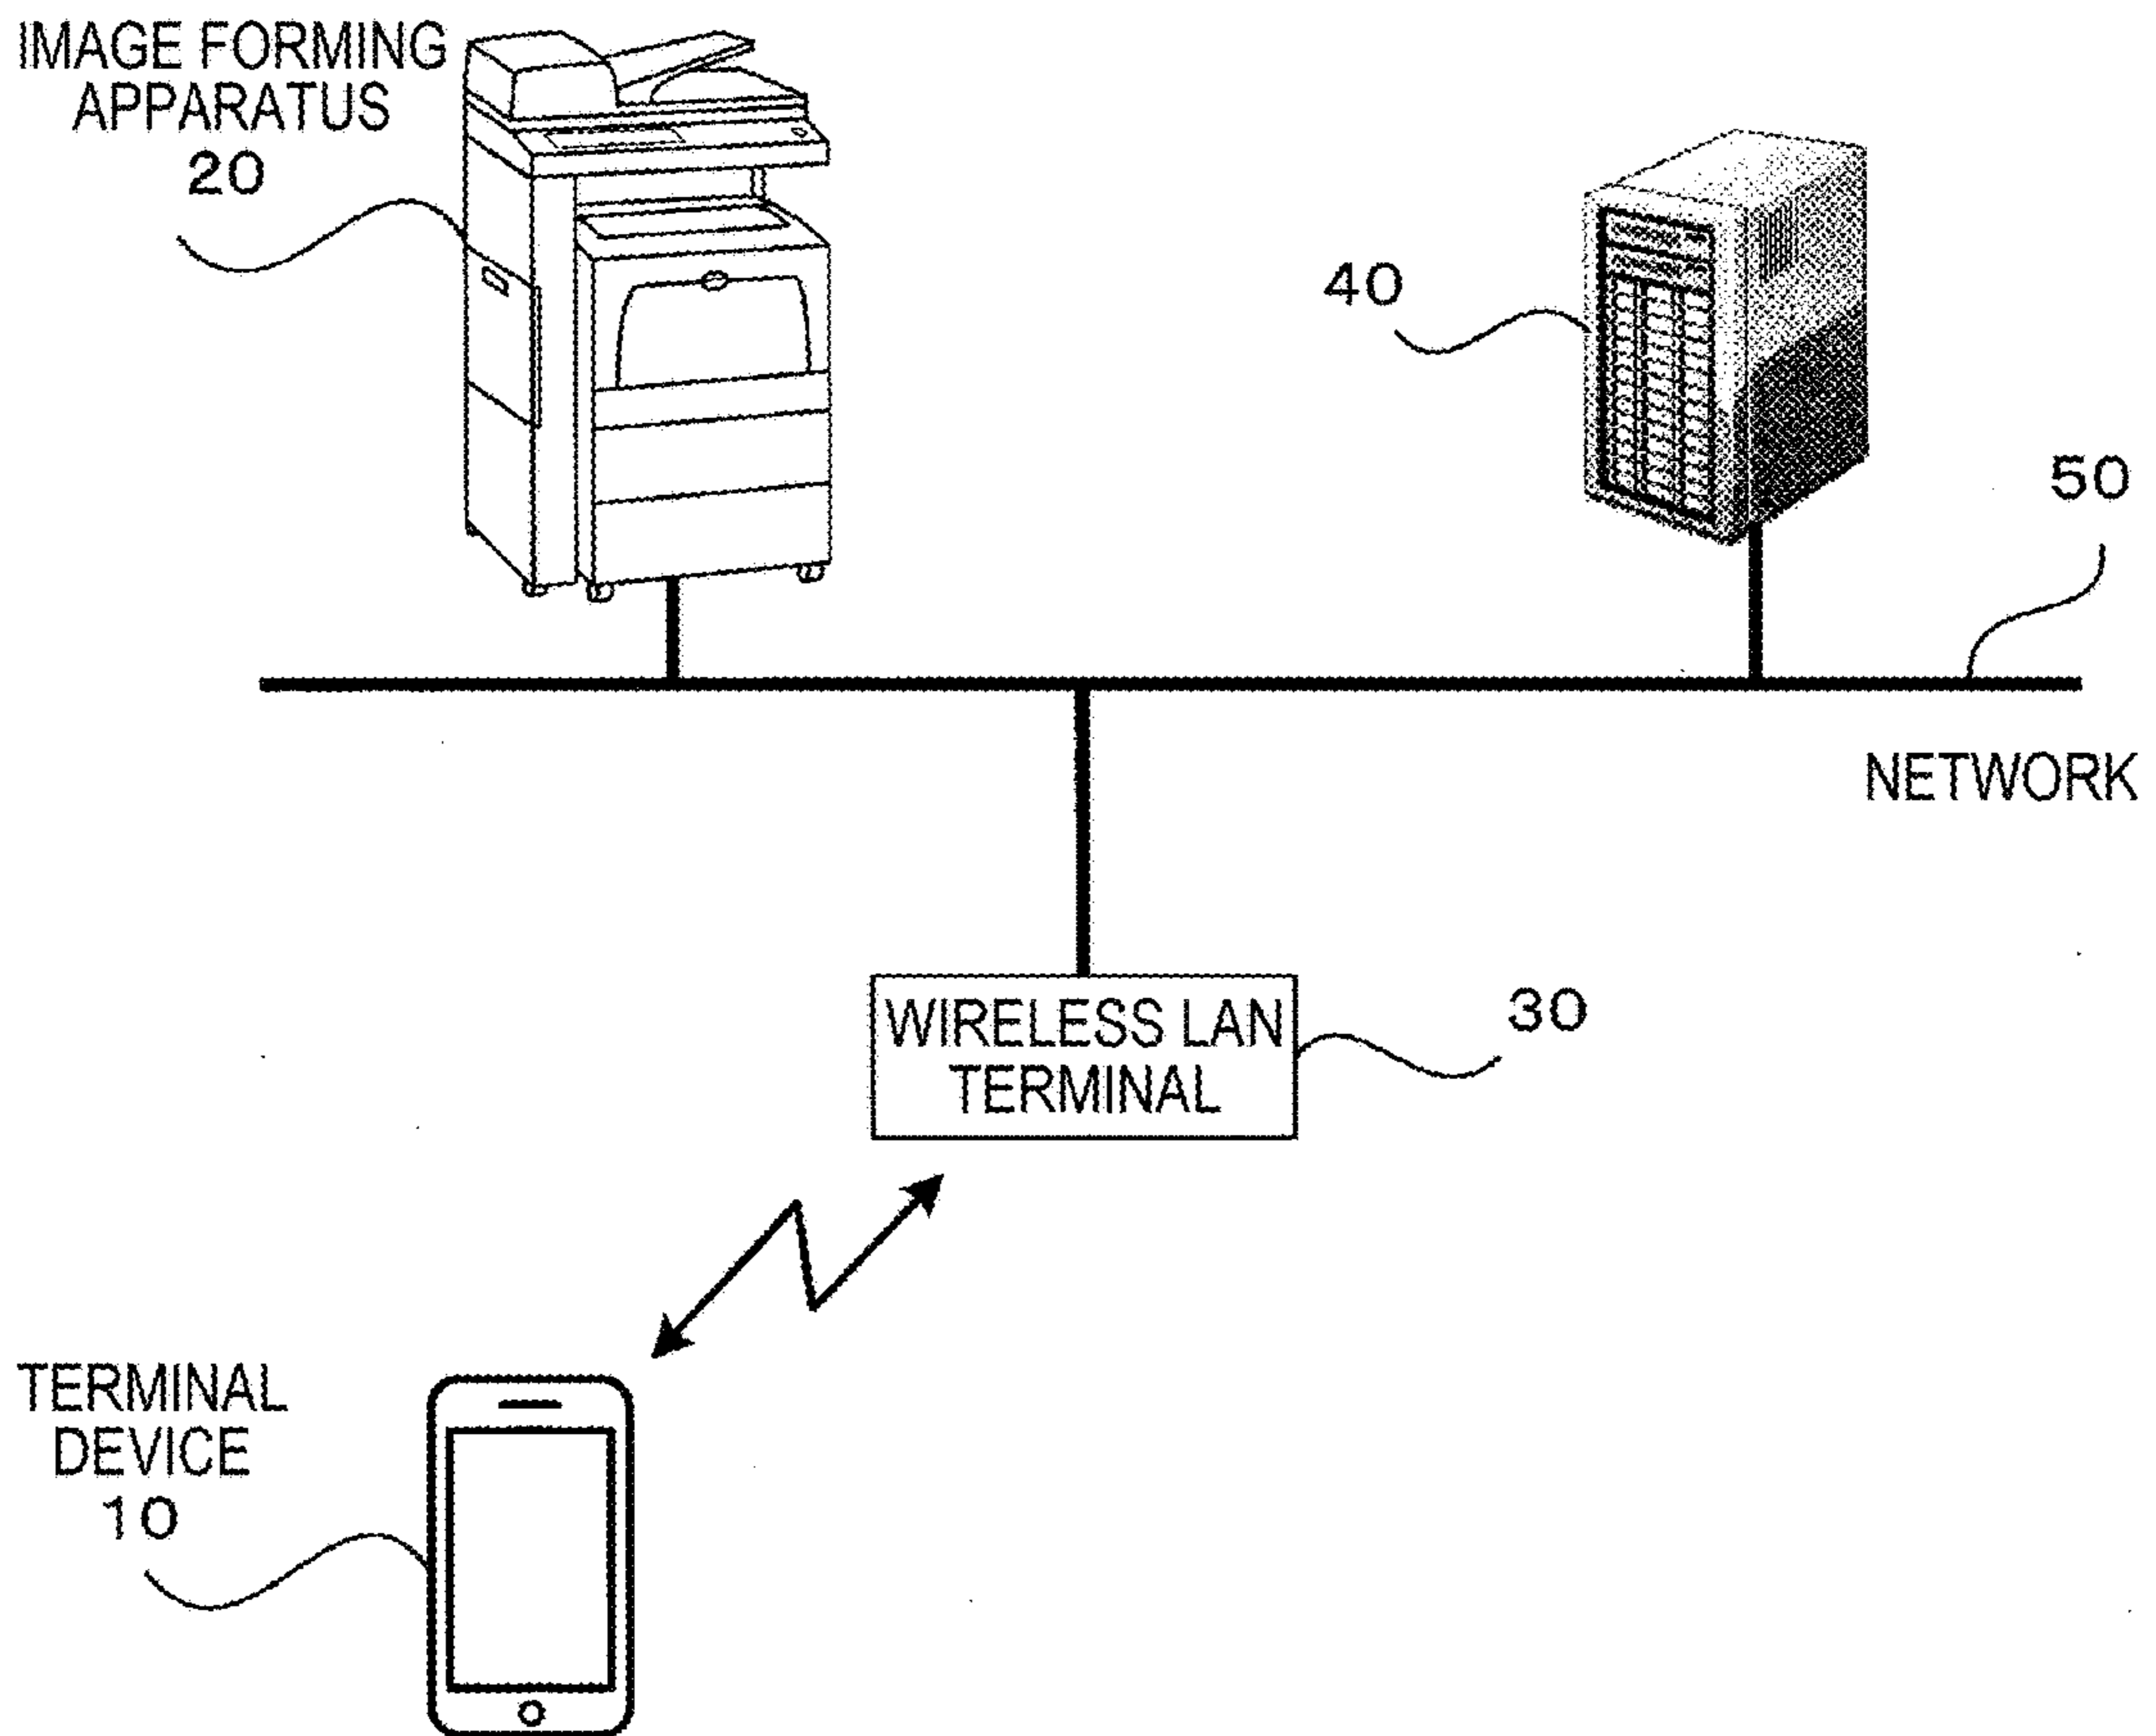 IMAGE FORMING
APPARATUS
20
40
50
NETWORK
WIRELESS LAN
TERMINAL
30
TERMINAL
DEVICE
10